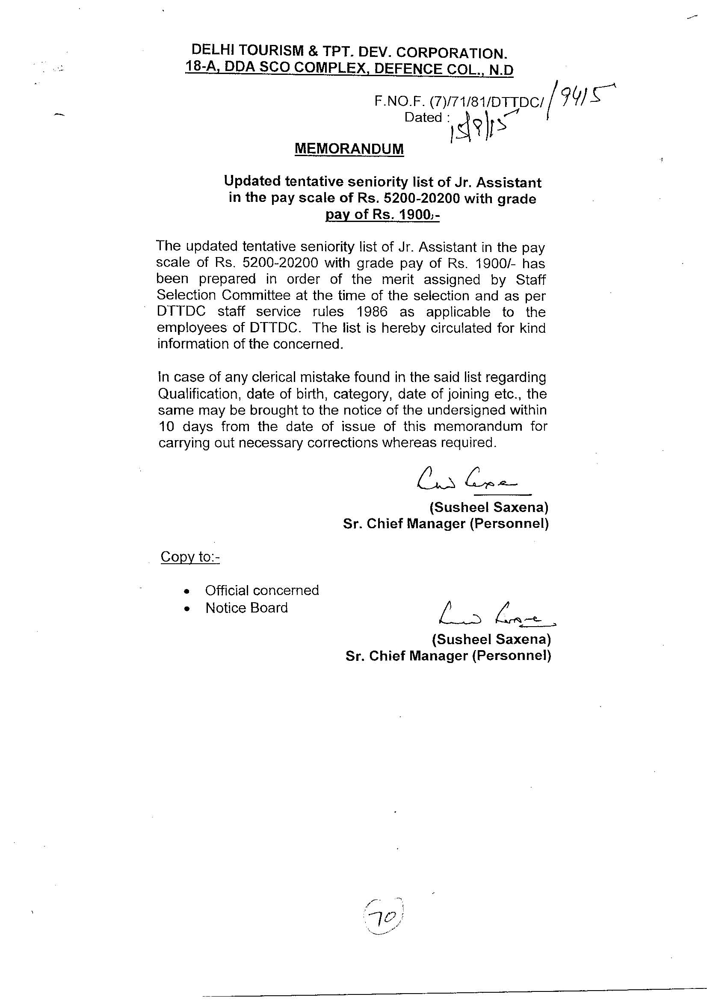 DELHI TOURISM & TPT. DEV. CORPORATION.
18-A, DDA SCO COMPLEX, DEFENCE COL., N.D
F.NO.F. (7)/71/81/DTTDC/ /9415
Dated : 15/9/15
MEMORANDUM
Updated tentative seniority list of Jr. Assistant
in the pay scale of Rs. 5200-20200 with grade
pay of Rs. 1900:-
The updated tentative seniority list of Jr. Assistant in the pay
scale of Rs. 5200-20200 with grade pay of Rs. 1900/- has
been prepared in order of the merit assigned by Staff
Selection Committee at the time of the selection and as per
DTTDC staff service rules 1986 as applicable to the
employees of DTTDC. The list is hereby circulated for kind
information of the concerned.
In case of any clerical mistake found in the said list regarding
Qualification, date of birth, category, date of joining etc., the
same may be brought to the notice of the undersigned within
10 days from the date of issue of this memorandum for
carrying out necessary corrections whereas required.
(Susheel Saxena)
Sr. Chief Manager (Personnel)
Copy to:-
• Official concerned
• Notice Board
(Susheel Saxena)
Sr. Chief Manager (Personnel)
70